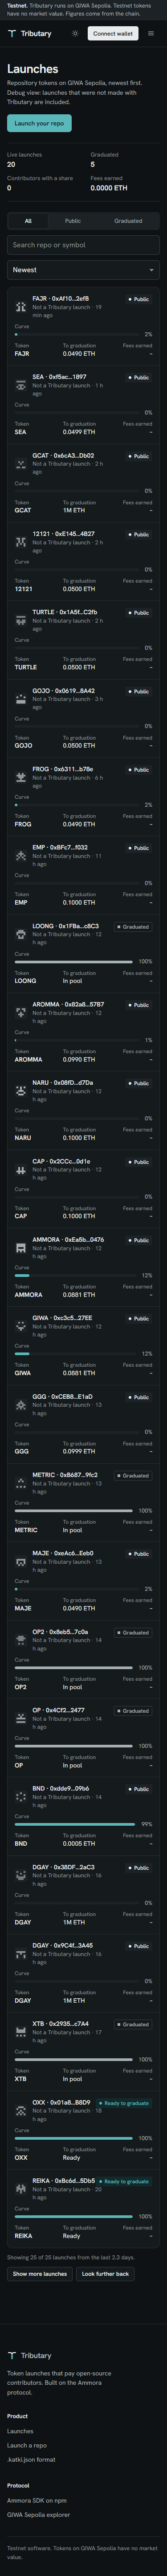 Testnet. Tributary runs on GIWA Sepolia. Testnet tokens
have no market value. Figures come from the chain.
Tributary
Connect wallet
Launches
Repository tokens on GIWA Sepolia, newest first.
Debug view: launches that were not made with
Tributary are included.
Launch your repo
Live launches
Graduated
20
5
Contributors with a share
Fees earned
0
0.0000 ETH
All
Public
Graduated
Search repo or symbol
Newest
FAJR · 0xAf10…2efB
Public
Not a Tributary launch · 19
min ago
Curve
2%
Token
To graduation
Fees earned
FAJR
0.0490 ETH
–
SEA · 0xf5ac…1897
Public
Not a Tributary launch · 1 h
ago
Curve
0%
Token
To graduation
Fees earned
SEA
0.0499 ETH
–
GCAT · 0x6cA3…Db02
Public
Not a Tributary launch · 2 h
ago
Curve
0%
Token
To graduation
Fees earned
GCAT
1M ETH
–
12121 · 0xE145…4B27
Public
Not a Tributary launch · 2 h
ago
Curve
0%
Token
To graduation
Fees earned
12121
0.0500 ETH
–
TURTLE · 0x1A5f…C2fb
Public
Not a Tributary launch · 2 h
ago
Curve
0%
Token
To graduation
Fees earned
TURTLE
0.0500 ETH
–
GOJO · 0x0619…8A42
Public
Not a Tributary launch · 3 h
ago
Curve
0%
Token
To graduation
Fees earned
GOJO
0.0500 ETH
–
FROG · 0x6311…b78e
Public
Not a Tributary launch · 6 h
ago
Curve
2%
Token
To graduation
Fees earned
FROG
0.0490 ETH
–
EMP · 0xBFc7…f032
Public
Not a Tributary launch · 11
h ago
Curve
0%
Token
To graduation
Fees earned
EMP
0.1000 ETH
–
LOONG · 0x1FBa…c8C3
Graduated
Not a Tributary launch · 12
h ago
Curve
100%
Token
To graduation
Fees earned
LOONG
In pool
–
AROMMA · 0x82a8…5787
Public
Not a Tributary launch · 12
h ago
Curve
1%
Token
To graduation
Fees earned
AROMMA
0.0990 ETH
–
NARU · 0x08fD…d7Da
Public
Not a Tributary launch · 12
h ago
Curve
0%
Token
To graduation
Fees earned
NARU
0.1000 ETH
–
CAP · 0x2CCc…0d1e
Public
Not a Tributary launch · 12
h ago
Curve
0%
Token
To graduation
Fees earned
CAP
0.1000 ETH
–
AMMORA · 0xEa5b…0476
Public
Not a Tributary launch · 12
h ago
Curve
12%
Token
To graduation
Fees earned
AMMORA
0.0881 ETH
–
GIWA · 0xc3c5…27EE
Public
Not a Tributary launch · 12
h ago
Curve
12%
Token
To graduation
Fees earned
GIWA
0.0881 ETH
–
GGG · 0xCEB8…E1aD
Public
Not a Tributary launch · 13
h ago
Curve
0%
Token
To graduation
Fees earned
GGG
0.0999 ETH
–
METRIC · 0xB687…9fc2
Graduated
Not a Tributary launch · 13
h ago
Curve
100%
Token
To graduation
Fees earned
METRIC
In pool
–
MAJE · 0xeAc6…Eeb0
Public
Not a Tributary launch · 13
h ago
Curve
2%
Token
To graduation
Fees earned
MAJE
0.0490 ETH
–
OP2 · 0x8eb5…7c0a
Graduated
Not a Tributary launch · 14
h ago
Curve
100%
Token
To graduation
Fees earned
OP2
In pool
–
OP · 0x4Cf2…2477
Graduated
Not a Tributary launch · 14
h ago
Curve
100%
Token
To graduation
Fees earned
OP
In pool
–
BND · 0xdde9…09b6
Public
Not a Tributary launch · 14
h ago
Curve
99%
Token
To graduation
Fees earned
BND
0.0005 ETH
–
DGAY · 0x38DF…2aC3
Public
Not a Tributary launch · 16
h ago
Curve
0%
Token
To graduation
Fees earned
DGAY
1M ETH
–
DGAY · 0x9C4f…3A45
Public
Not a Tributary launch · 16
h ago
Curve
0%
Token
To graduation
Fees earned
DGAY
1M ETH
–
XTB · 0x2935…c7A4
Graduated
Not a Tributary launch · 17
h ago
Curve
100%
Token
To graduation
Fees earned
XTB
In pool
–
OXX · 0x01a8…B8D9
Ready to graduate
Not a Tributary launch · 18
h ago
Curve
100%
Token
To graduation
Fees earned
OXX
Ready
–
REIKA · 0xBc6d…5Db5
Ready to graduate
Not a Tributary launch · 20
h ago
Curve
100%
Token
To graduation
Fees earned
REIKA
Ready
–
Showing 25 of 25 launches from the last 2.3 days.
Show more launches
Look further back
Tributary
Token launches that pay open-source
contributors. Built on the Ammora
protocol.
Product
Launches
Launch a repo
.katkl.json format
Protocol
Ammora SDK on npm
GIWA Sepolia explorer
Testnet software. Tokens on GIWA Sepolia have no market
value.